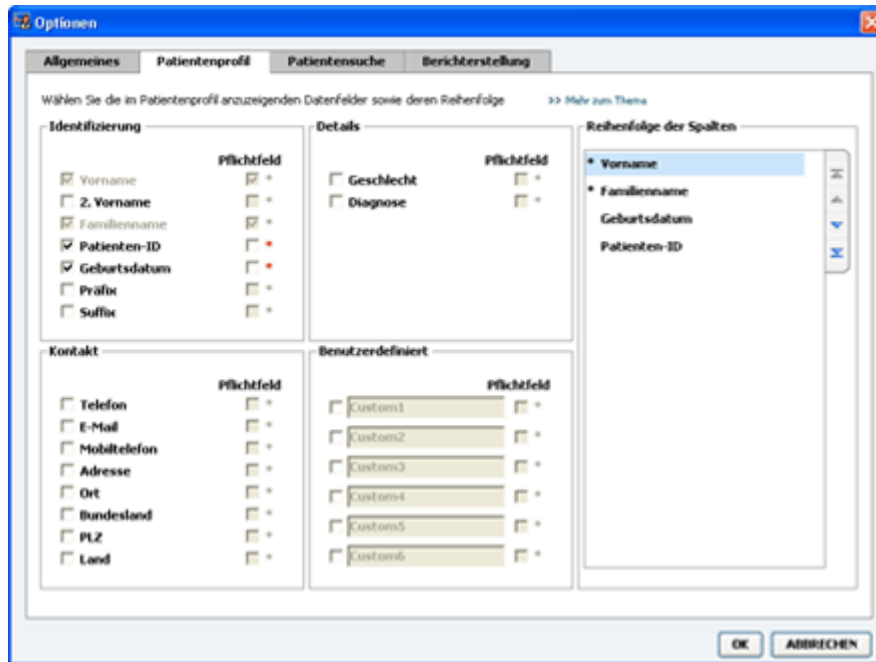 Optionen
Allgemeines Patientenprofil Patientensuche Berichterstellung
Wählen Sie die im Patientenprofil anzuzeigenden Datenfelder sowie deren Reihenfolge >> Mehr zum Thema
Identifizierung
Pflichtfeld
Vorname *
2. Vorname *
Familienname *
Patienten-ID *
Geburtsdatum *
Präfix *
Suffix *
Details
Pflichtfeld
Geschlecht *
Diagnose *
Kontakt
Pflichtfeld
Telefon *
E-Mail *
Mobiltelefon *
Adresse *
Ort *
Bundesland *
PLZ *
Land *
Benutzerdefiniert
Pflichtfeld
Custom1 *
Custom2 *
Custom3 *
Custom4 *
Custom5 *
Custom6 *
Reihenfolge der Spalten
* Vorname
* Familienname
Geburtsdatum
Patienten-ID
OK ABBRECHEN